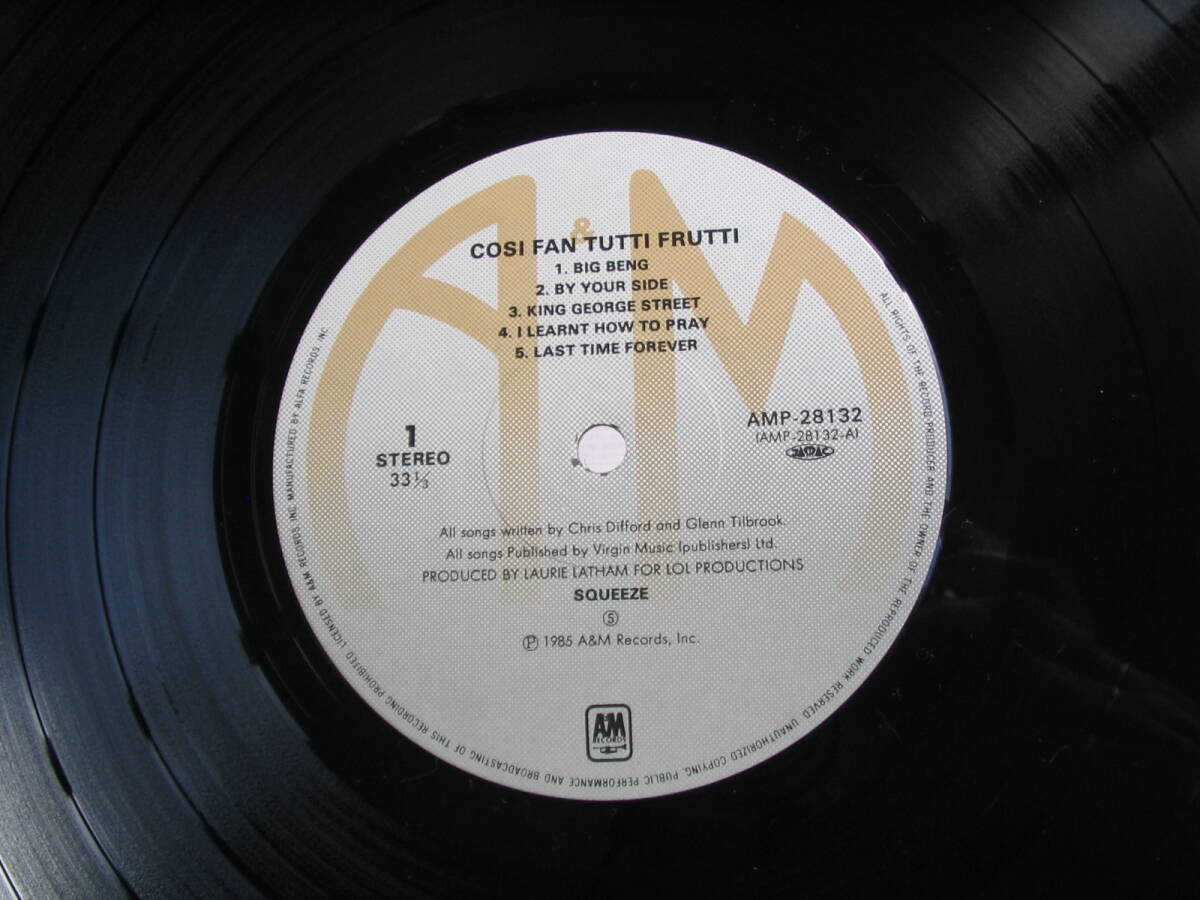 A&M
COSI FAN TUTTI FRUTTI
1. BIG BENG
2. BY YOUR SIDE
3. KING GEORGE STREET
4. I LEARNT HOW TO PRAY
5. LAST TIME FOREVER
1
STEREO
33 1/3
AMP-28132
(AMP-28132-A)
JASRAC
All songs written by Chris Difford and Glenn Tilbrook.
All songs Published by Virgin Music (publishers) Ltd.
PRODUCED BY LAURIE LATHAM FOR LOL PRODUCTIONS
SQUEEZE
Ⓢ
Ⓟ 1985 A&M Records, Inc.
A&M
RECORDS
ALL RIGHTS OF THE RECORD PRODUCER AND THE OWNER OF THE REPRODUCED WORK RESERVED. UNAUTHORIZED COPYING, PUBLIC PERFORMANCE AND BROADCASTING OF THIS RECORDING PROHIBITED. LICENSED BY A&M RECORDS INC MANUFACTURED BY ALFA RECORDS, INC